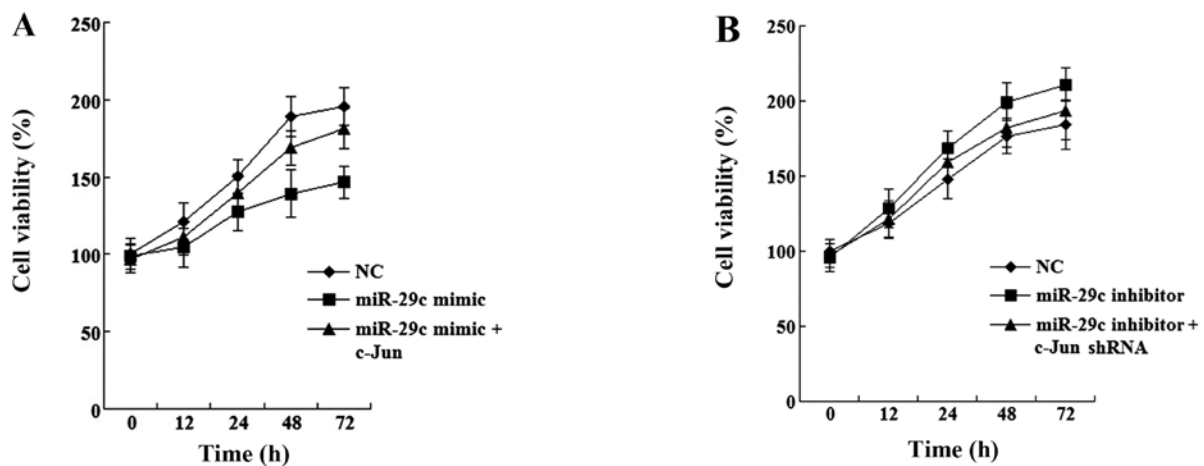 A
Cell viability (%)
250
200
150
100
50
0
0 12 24 48 72
Time (h)
NC
miR-29c mimic
miR-29c mimic +
c-Jun
B
Cell viability (%)
250
200
150
100
50
0
0 12 24 48 72
Time (h)
NC
miR-29c inhibitor
miR-29c inhibitor +
c-Jun shRNA